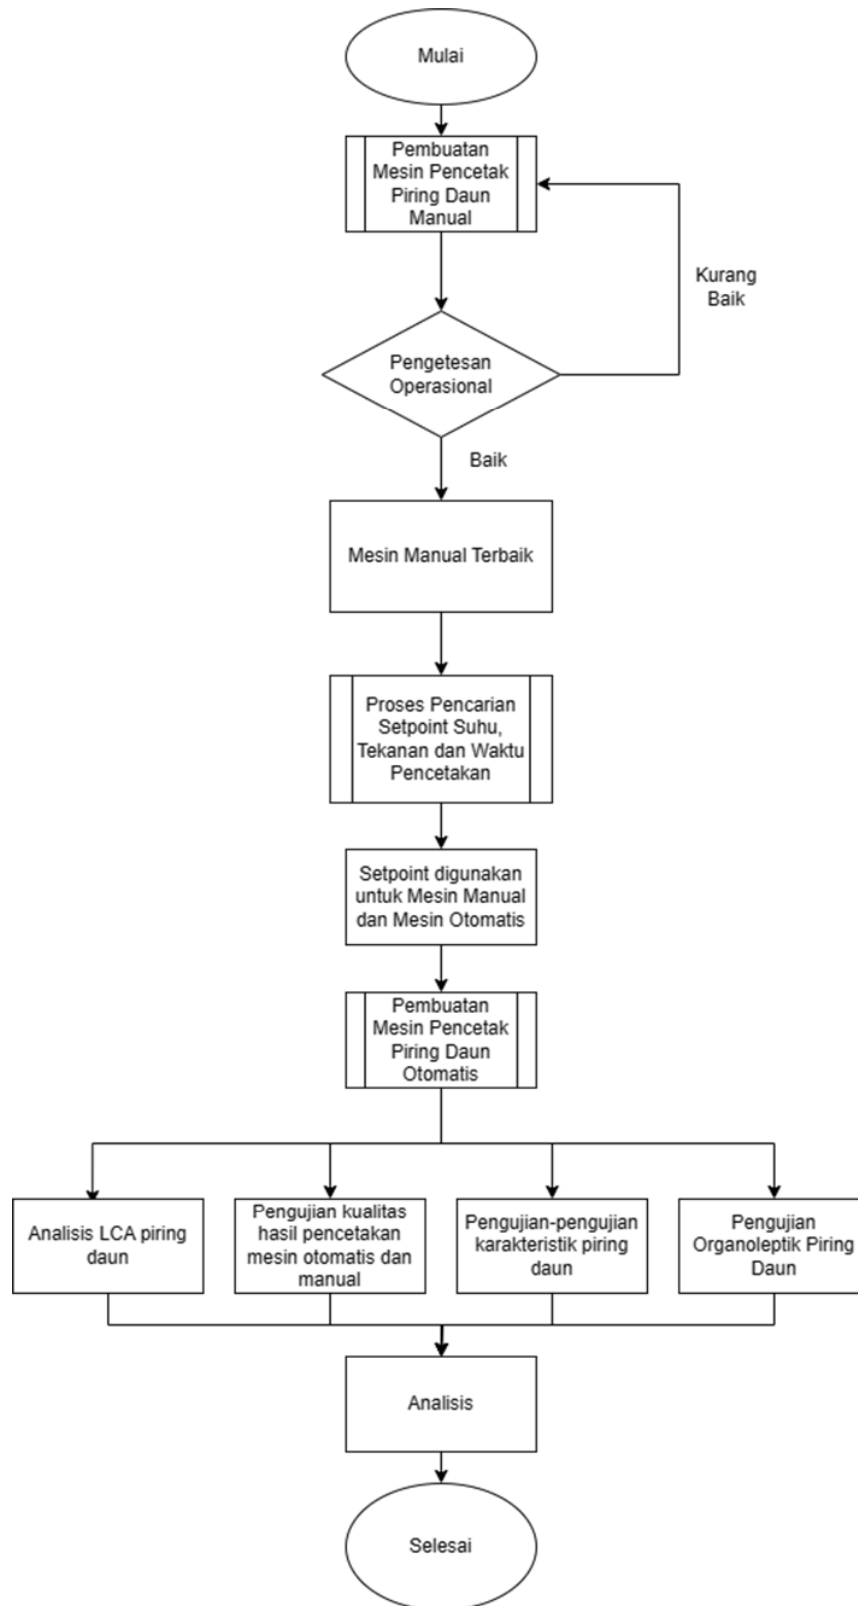 Mulai
Pembuatan
Mesin Pencetak
Piring Daun
Manual
Kurang
Baik
Pengetesan
Operasional
Baik
Mesin Manual Terbaik
Proses Pencarian
Setpoint Suhu,
Tekanan dan Waktu
Pencetakan
Setpoint digunakan
untuk Mesin Manual
dan Mesin Otomatis
Pembuatan
Mesin Pencetak
Piring Daun
Otomatis
Analisis LCA piring
daun
Pengujian kualitas
hasil pencetakan
mesin otomatis dan
manual
Pengujian-pengujian
karakteristik piring
daun
Pengujian
Organoleptik Piring
Daun
Analisis
Selesai